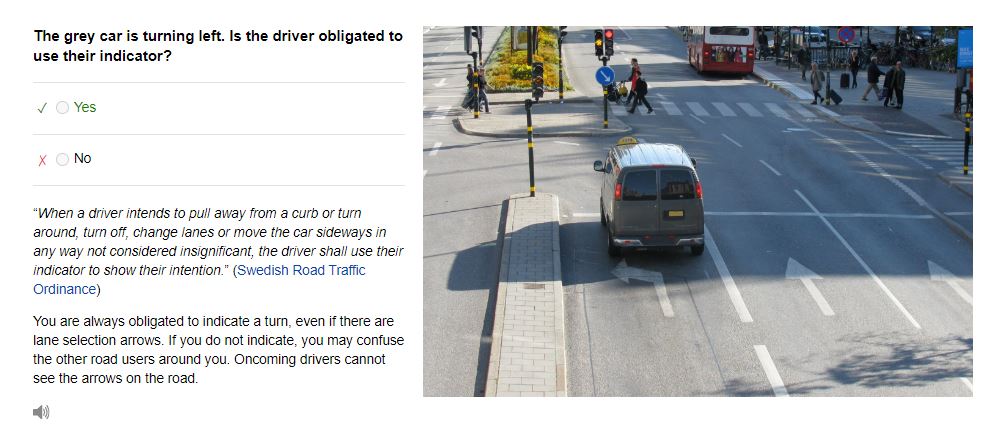 The grey car is turning left. Is the driver obligated to
use their indicator?
Yes
No
“When a driver intends to pull away from a curb or turn
around, turn off, change lanes or move the car sideways in
any way not considered insignificant, the driver shall use their
indicator to show their intention.” (Swedish Road Traffic
Ordinance)
You are always obligated to indicate a turn, even if there are
lane selection arrows. If you do not indicate, you may confuse
the other road users around you. Oncoming drivers cannot
see the arrows on the road.